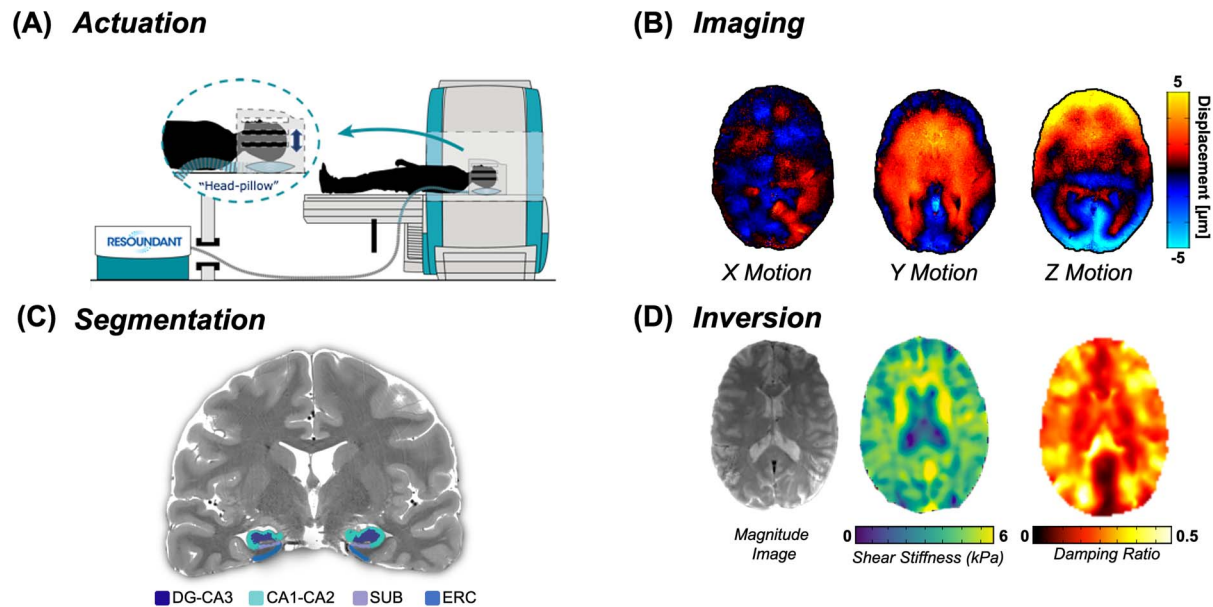 (A) Actuation
"Head-pillow"
RESOUNDANT
(B) Imaging
5
Displacement [µm]
-5
X Motion
Y Motion
Z Motion
(C) Segmentation
DG-CA3 CA1-CA2 SUB ERC
(D) Inversion
Magnitude
Image
0 6
Shear Stiffness (kPa)
0 0.5
Damping Ratio